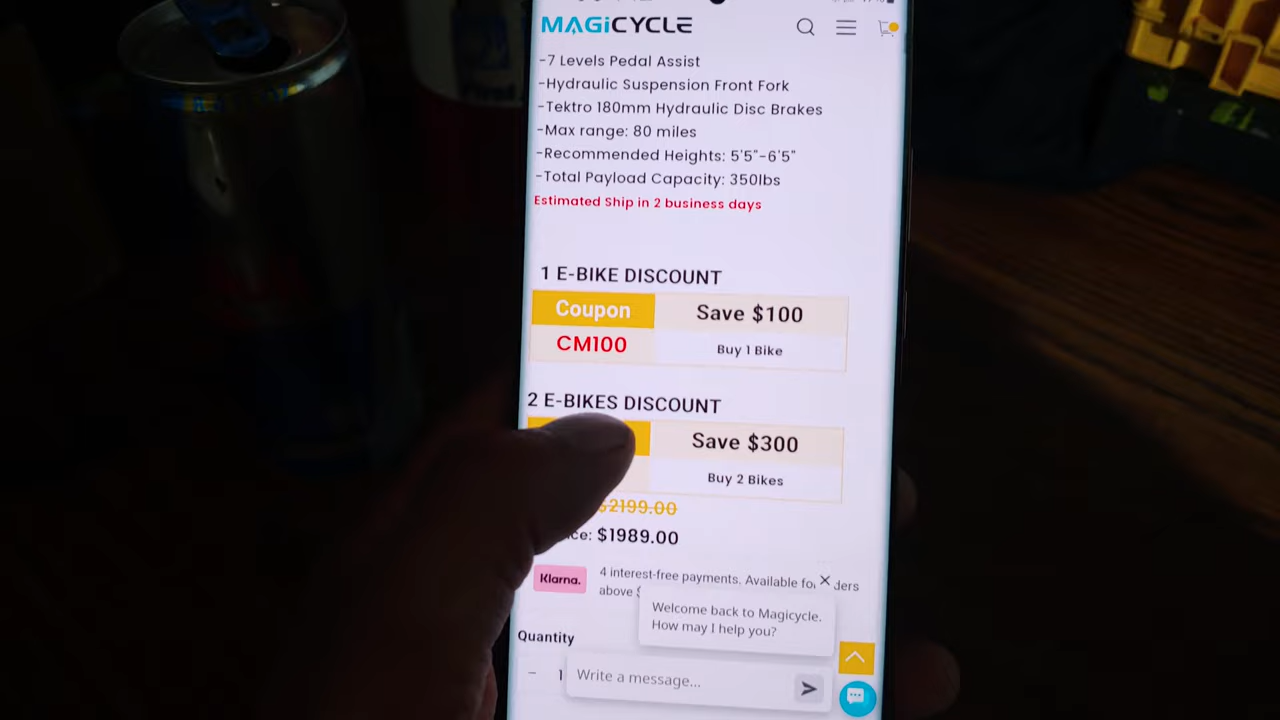 MAGiCYCLE
-7 Levels Pedal Assist
-Hydraulic Suspension Front Fork
-Tektro 180mm Hydraulic Disc Brakes
-Max range: 80 miles
-Recommended Heights: 5'5"-6'5"
-Total Payload Capacity: 350lbs
Estimated Ship in 2 business days
1 E-BIKE DISCOUNT
Coupon Save $100
CM100 Buy 1 Bike
2 E-BIKES DISCOUNT
Save $300
Buy 2 Bikes
$2199.00
$1989.00
Klarna.
4 interest-free payments. Available
above
Welcome back to Magicycle.
How may I help you?
Quantity
- 1
Write a message...